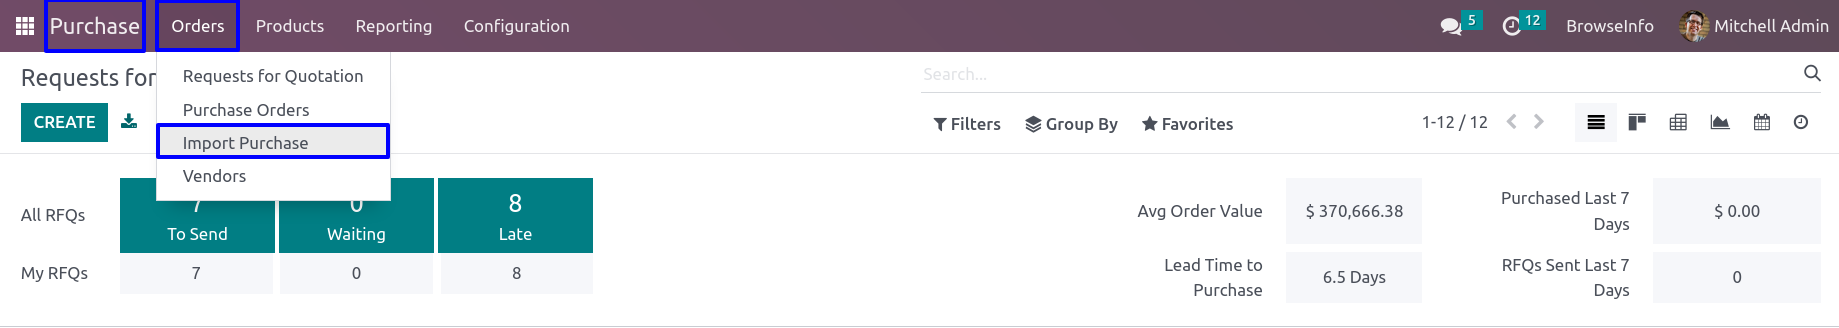 Purchase Orders Products Reporting Configuration 5 12 BrowseInfo Mitchell Admin
Requests for
Search...
Requests for Quotation
Purchase Orders
Import Purchase
Vendors
CREATE
Filters Group By Favorites 1-12 / 12
All RFQs
7 To Send
0 Waiting
8 Late
My RFQs 7 0 8
Avg Order Value $ 370,666.38
Purchased Last 7
Days
$ 0.00
Lead Time to
Purchase
6.5 Days
RFQs Sent Last 7
Days
0